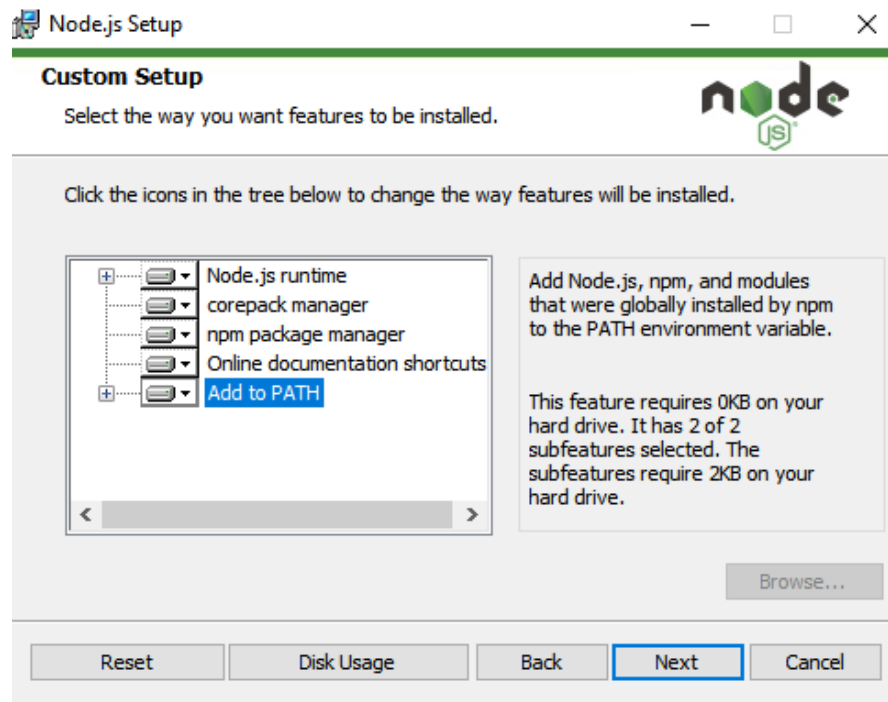 Node.js Setup
Custom Setup
Select the way you want features to be installed.
node
JS
Click the icons in the tree below to change the way features will be installed.
Node.js runtime
corepack manager
npm package manager
Online documentation shortcuts
Add to PATH
Add Node.js, npm, and modules
that were globally installed by npm
to the PATH environment variable.
This feature requires 0KB on your
hard drive. It has 2 of 2
subfeatures selected. The
subfeatures require 2KB on your
hard drive.
Browse...
Reset
Disk Usage
Back
Next
Cancel